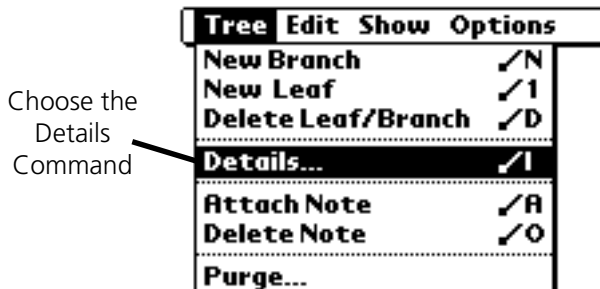 Tree Edit Show Options
New Branch /N
New Leaf /1
Delete Leaf/Branch /D
Choose the
Details
Command
Details... /I
Attach Note /A
Delete Note /O
Purge...